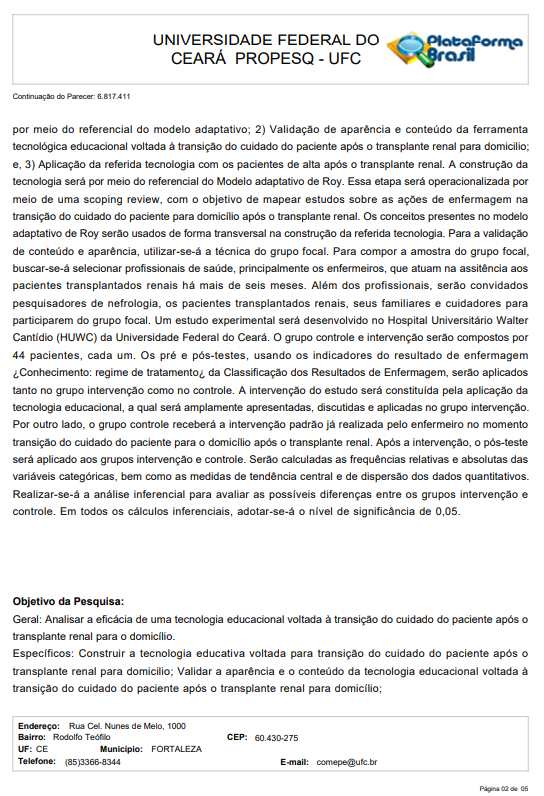 UNIVERSIDADE FEDERAL DO
CEARÁ PROPESQ - UFC
Plataforma
Brasil
Continuação do Parecer: 6.817.411
por meio do referencial do modelo adaptativo; 2) Validação de aparência e conteúdo da ferramenta
tecnológica educacional voltada à transição do cuidado do paciente após o transplante renal para domicilio;
e, 3) Aplicação da referida tecnologia com os pacientes de alta após o transplante renal. A construção da
tecnologia será por meio do referencial do Modelo adaptativo de Roy. Essa etapa será operacionalizada por
meio de uma scoping review, com o objetivo de mapear estudos sobre as ações de enfermagem na
transição do cuidado do paciente para domicílio após o transplante renal. Os conceitos presentes no modelo
adaptativo de Roy serão usados de forma transversal na construção da referida tecnologia. Para a validação
de conteúdo e aparência, utilizar-se-á a técnica do grupo focal. Para compor a amostra do grupo focal,
buscar-se-á selecionar profissionais de saúde, principalmente os enfermeiros, que atuam na assitência aos
pacientes transplantados renais há mais de seis meses. Além dos profissionais, serão convidados
pesquisadores de nefrologia, os pacientes transplantados renais, seus familiares e cuidadores para
participarem do grupo focal. Um estudo experimental será desenvolvido no Hospital Universitário Walter
Cantídio (HUWC) da Universidade Federal do Ceará. O grupo controle e intervenção serão compostos por
44 pacientes, cada um. Os pré e pós-testes, usando os indicadores do resultado de enfermagem
¿Conhecimento: regime de tratamento¿ da Classificação dos Resultados de Enfermagem, serão aplicados
tanto no grupo intervenção como no controle. A intervenção do estudo será constituída pela aplicação da
tecnologia educacional, a qual será amplamente apresentadas, discutidas e aplicadas no grupo intervenção.
Por outro lado, o grupo controle receberá a intervenção padrão já realizada pelo enfermeiro no momento
transição do cuidado do paciente para o domicílio após o transplante renal. Após a intervenção, o pós-teste
será aplicado aos grupos intervenção e controle. Serão calculadas as frequências relativas e absolutas das
variáveis categóricas, bem como as medidas de tendência central e de dispersão dos dados quantitativos.
Realizar-se-á a análise inferencial para avaliar as possíveis diferenças entre os grupos intervenção e
controle. Em todos os cálculos inferenciais, adotar-se-á o nível de significância de 0,05.
Objetivo da Pesquisa:
Geral: Analisar a eficácia de uma tecnologia educacional voltada à transição do cuidado do paciente após o
transplante renal para o domicílio.
Específicos: Construir a tecnologia educativa voltada para transição do cuidado do paciente após o
transplante renal para domicilio; Validar a aparência e o conteúdo da tecnologia educacional voltada à
transição do cuidado do paciente após o transplante renal para domicílio;
Endereço: Rua Cel. Nunes de Melo, 1000
Bairro: Rodolfo Teófilo CEP: 60.430-275
UF: CE Município: FORTALEZA
Telefone: (85)3366-8344 E-mail: comepe@ufc.br
Página 02 de 05